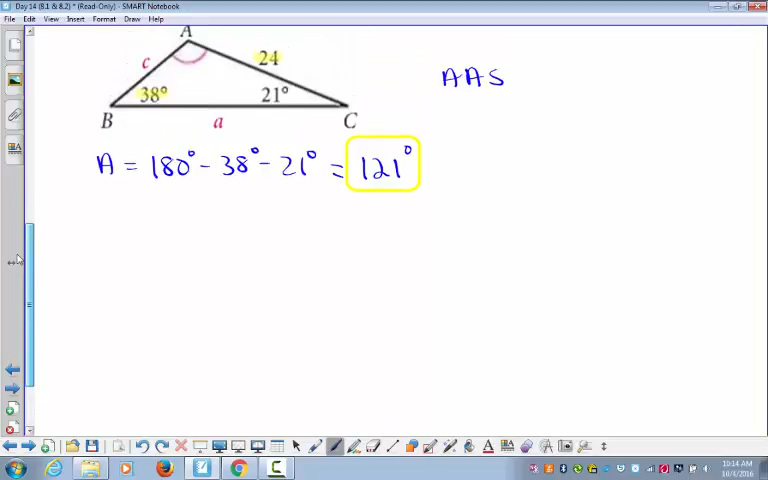 Day 14 (8.1 & 8.2) * (Read-Only) - SMART Notebook
File Edit View Insert Format Draw Help
A
c 24 AAS
38° 21°
B a C
A = 180° - 38° - 21° = 121°
10:14 AM
10/4/2016